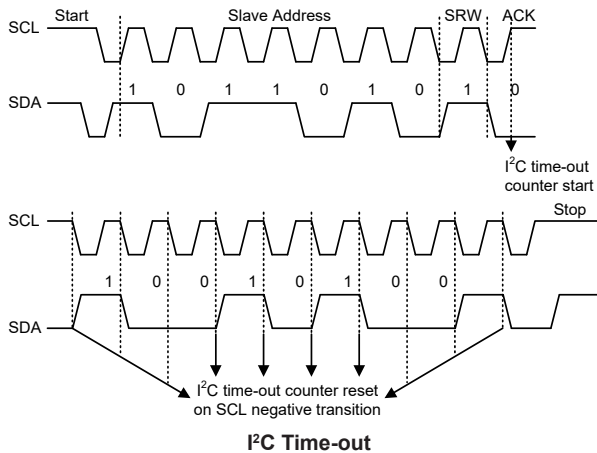 Start Slave Address SRW ACK
SCL
1 0 1 1 0 1 0 1 0
SDA
I²C time-out
counter start
Stop
SCL
1 0 0 1 0 1 0 0
SDA
I²C time-out counter reset
on SCL negative transition
I²C Time-out